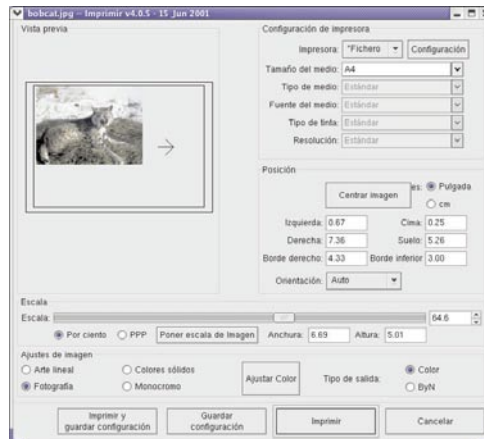 bobcat.jpg -- Imprimir v4.0.5 - 15 Jun 2001
Vista previa
Configuración de impresora
Impresora: *Fichero Configuración
Tamaño del medio: A4
Tipo de medio: Estándar
Fuente del medio: Estándar
Tipo de tinta: Estándar
Resolución: Estándar
Posición
Centrar imagen es: Pulgada
cm
Izquierda: 0.67 Cima: 0.25
Derecha: 7.36 Suelo: 5.26
Borde derecho: 4.33 Borde inferior 3.00
Orientación: Auto
Escala
Escala: 64.6
Por ciento PPP Poner escala de Imagen Anchura: 6.69 Altura: 5.01
Ajustes de imagen
Arte lineal Colores sólidos Ajustar Color Tipo de salida: Color
Fotografía Monocromo ByN
Imprimir y guardar configuración
Guardar configuración
Imprimir
Cancelar